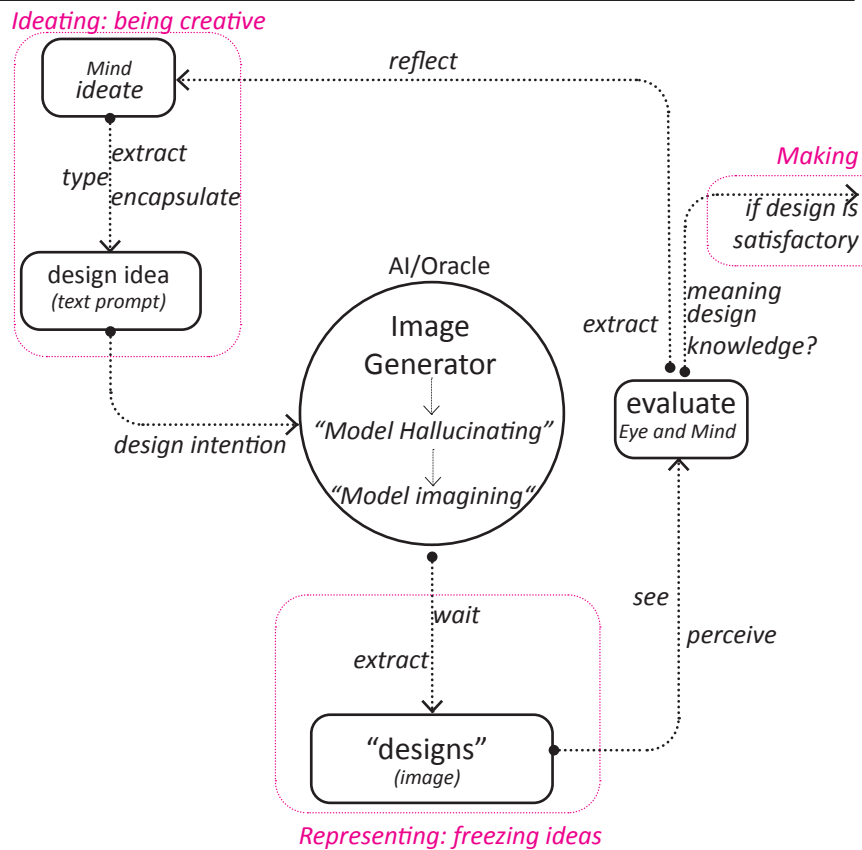 Ideating: being creative
Mind
ideate
reflect
extract
type
encapsulate
Making
if design is
satisfactory
design idea
(text prompt)
AI/Oracle
meaning
design
extract
knowledge?
Image
Generator
“Model Hallucinating”
“Model imagining“
evaluate
Eye and Mind
design intention
see
wait
perceive
extract
“designs”
(image)
Representing: freezing ideas